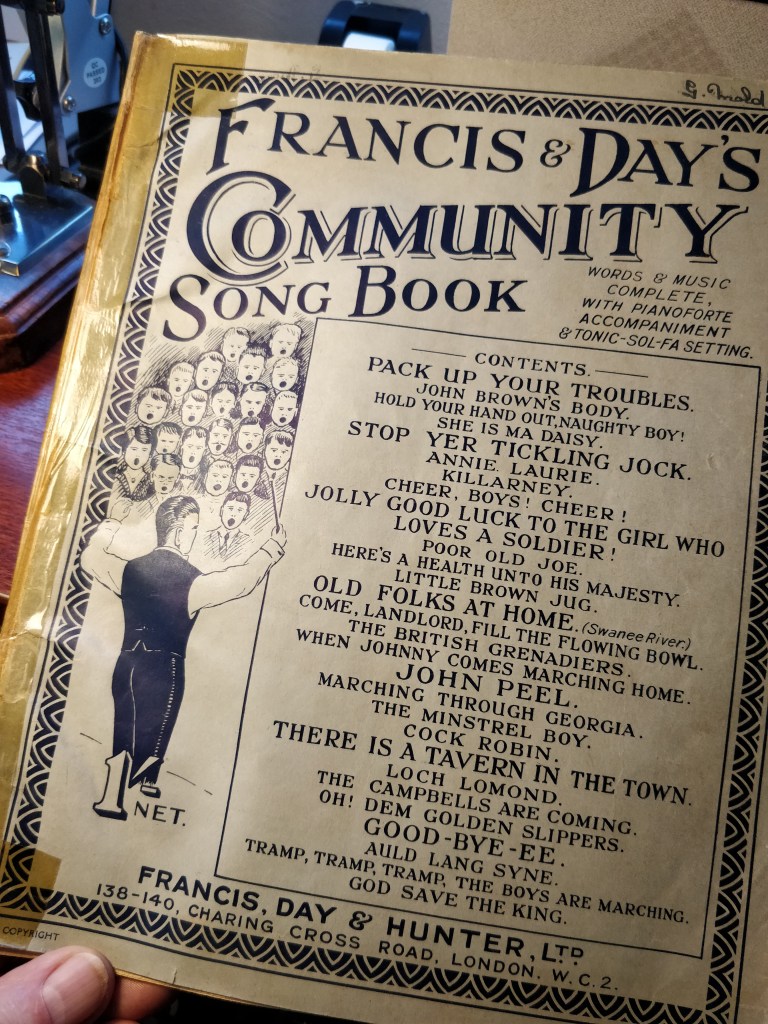 G. Mold
FRANCIS & DAY'S
COMMUNITY
SONG BOOK
WORDS & MUSIC
COMPLETE,
WITH PIANOFORTE
ACCOMPANIMENT
& TONIC-SOL-FA SETTING.
CONTENTS.
PACK UP YOUR TROUBLES.
JOHN BROWN'S BODY.
HOLD YOUR HAND OUT, NAUGHTY BOY!
SHE IS MA DAISY.
STOP YER TICKLING JOCK.
ANNIE LAURIE.
KILLARNEY.
CHEER, BOYS! CHEER!
JOLLY GOOD LUCK TO THE GIRL WHO
LOVES A SOLDIER!
POOR OLD JOE.
HERE'S A HEALTH UNTO HIS MAJESTY.
LITTLE BROWN JUG.
OLD FOLKS AT HOME. (Swanee River.)
COME, LANDLORD, FILL THE FLOWING BOWL.
THE BRITISH GRENADIERS.
WHEN JOHNNY COMES MARCHING HOME.
JOHN PEEL.
MARCHING THROUGH GEORGIA.
THE MINSTREL BOY.
COCK ROBIN.
THERE IS A TAVERN IN THE TOWN.
LOCH LOMOND.
THE CAMPBELLS ARE COMING.
OH! DEM GOLDEN SLIPPERS.
GOOD-BYE-EE.
AULD LANG SYNE.
TRAMP, TRAMP, TRAMP, THE BOYS ARE MARCHING.
GOD SAVE THE KING.
1/- NET.
FRANCIS, DAY & HUNTER, LTD.
138-140, CHARING CROSS ROAD, LONDON. W.C.2.
COPYRIGHT